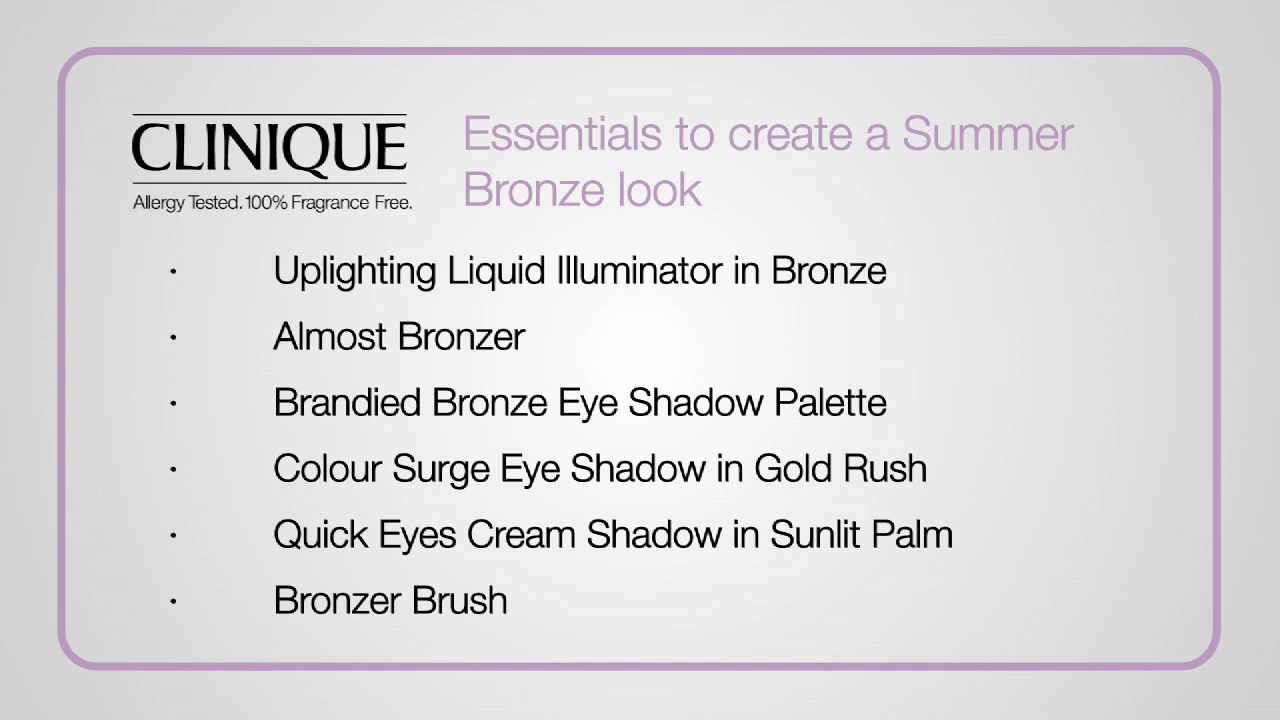 CLINIQUE
Allergy Tested. 100% Fragrance Free.
Essentials to create a Summer
Bronze look
· Uplighting Liquid Illuminator in Bronze
· Almost Bronzer
· Brandied Bronze Eye Shadow Palette
· Colour Surge Eye Shadow in Gold Rush
· Quick Eyes Cream Shadow in Sunlit Palm
· Bronzer Brush